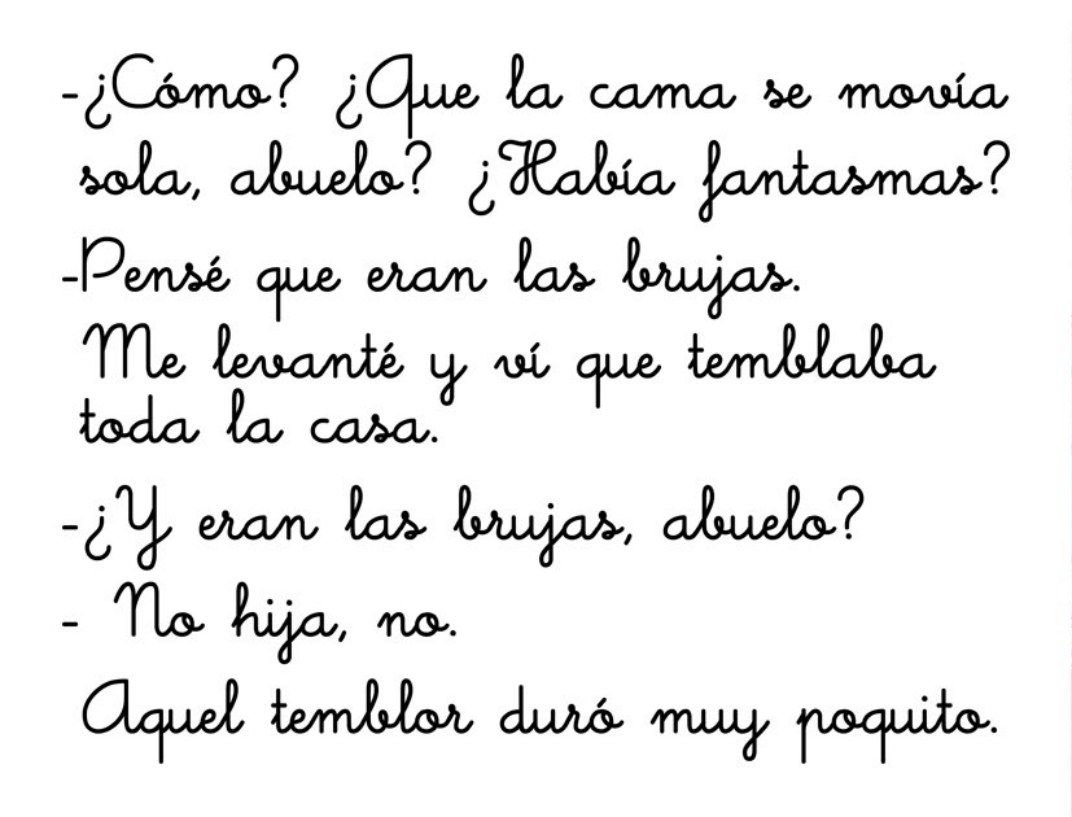 -¿Cómo? ¿Que la cama se movía
sola, abuelo? ¿Había fantasmas?
-Pensé que eran las brujas.
Me levanté y ví que temblaba
toda la casa.
-¿Y eran las brujas, abuelo?
- No hija, no.
Aquel temblor duró muy poquito.